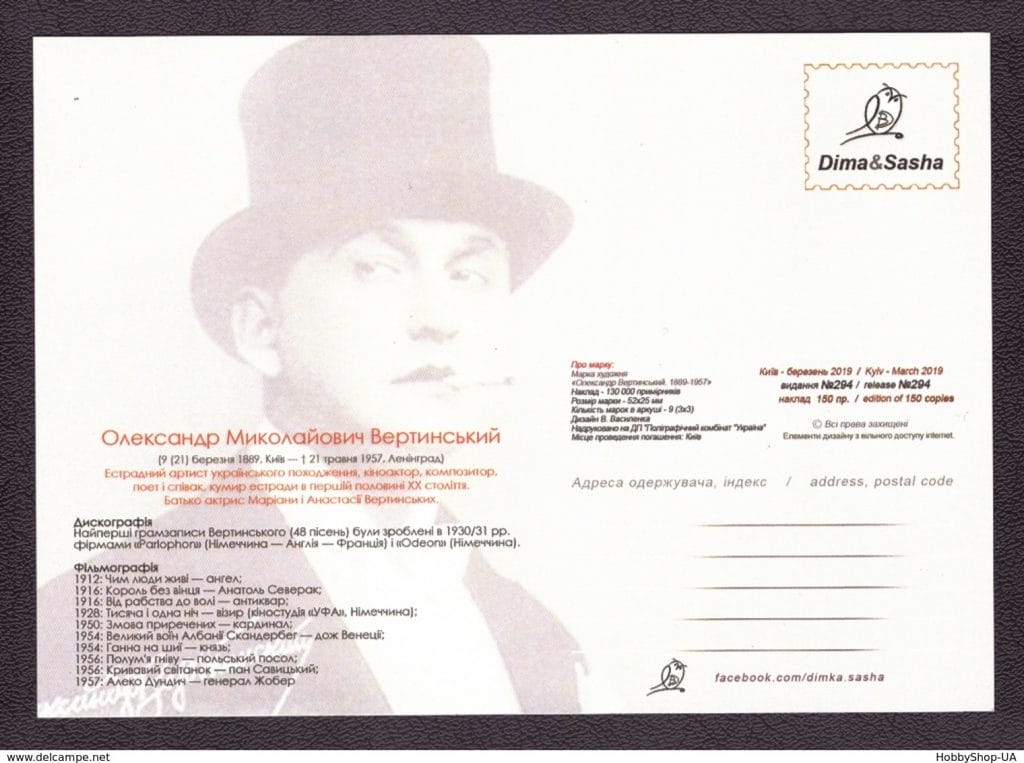 Dima&Sasha
Про марку:
Марка художня
«Олександр Вертинський. 1889-1957»
Наклад - 130 000 примірників
Розмір марки - 52х25 мм
Кількість марок в аркуші - 9 (3х3)
Дизайн В. Василенка
Надруковано на ДП "Поліграфічний комбінат "Україна"
Місце проведення погашення: Київ
Київ - березень 2019 / Kyiv - March 2019
видання №294 / release №294
наклад 150 пр. / edition of 150 copies
© Всі права захищені
Елементи дизайну з вільного доступу internet.
Олександр Миколайович Вертинський
(9 (21) березня 1889, Київ — † 21 травня 1957, Ленінград)
Естрадний артист українського походження, кіноактор, композитор,
поет і співак, кумир естради в першій половині XX століття.
Батько актрис Маріани і Анастасії Вертинських.
Адреса одержувача, індекс / address, postal code
Дискографія
Найперші грамзаписи Вертинського (48 пісень) були зроблені в 1930/31 рр.
фірмами «Parlophon» (Німеччина — Англія — Франція) і «Odeon» (Німеччина).
Фільмографія
1912: Чим люди живі — ангел;
1916: Король без вінця — Анатоль Северак;
1916: Від рабства до волі — антиквар;
1928: Тисяча і одна ніч — візир (кіностудія «УФА», Німеччина);
1950: Змова приречених — кардинал;
1954: Великий воїн Албанії Скандербег — дож Венеції;
1954: Ганна на шиї — князь;
1956: Полум'я гніву — польський посол;
1956: Кривавий світанок — пан Савицький;
1957: Алеко Дундич — генерал Жобер
facebook.com/dimka.sasha
www.delcampe.net
HobbyShop-UA